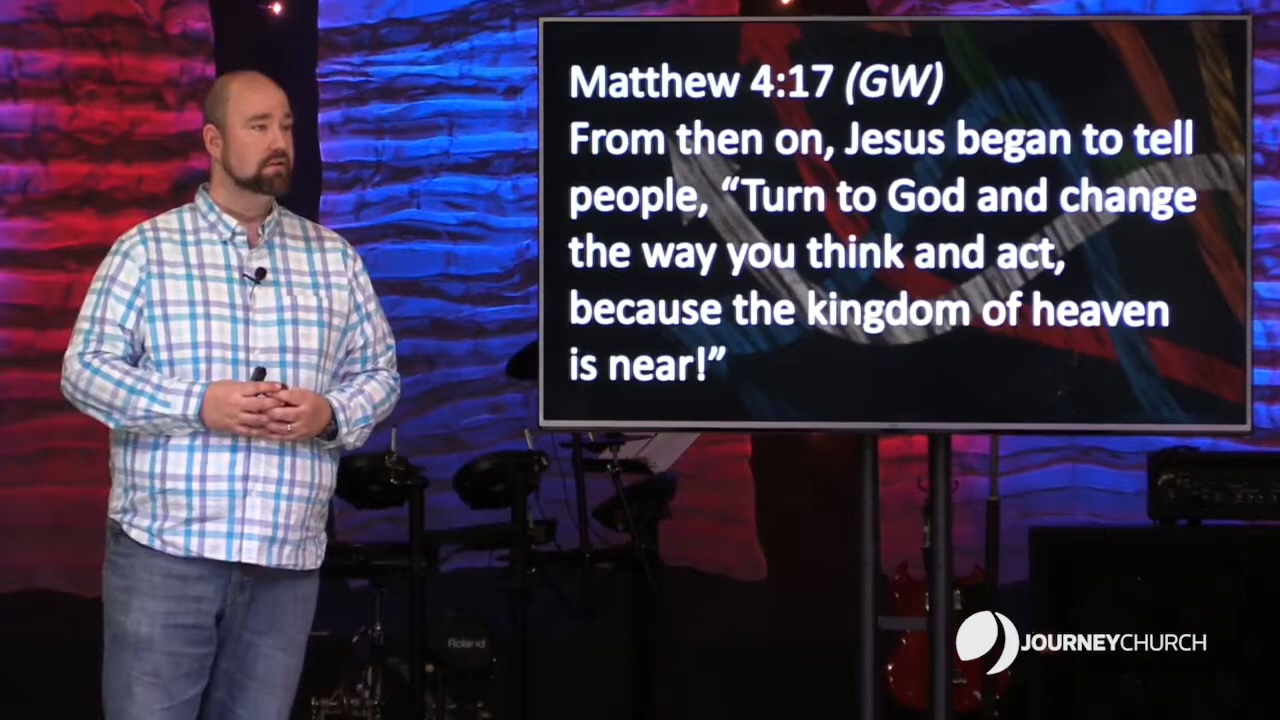 Matthew 4:17 (GW)
From then on, Jesus began to tell
people, “Turn to God and change
the way you think and act,
because the kingdom of heaven
is near!”
Roland
JOURNEYCHURCH